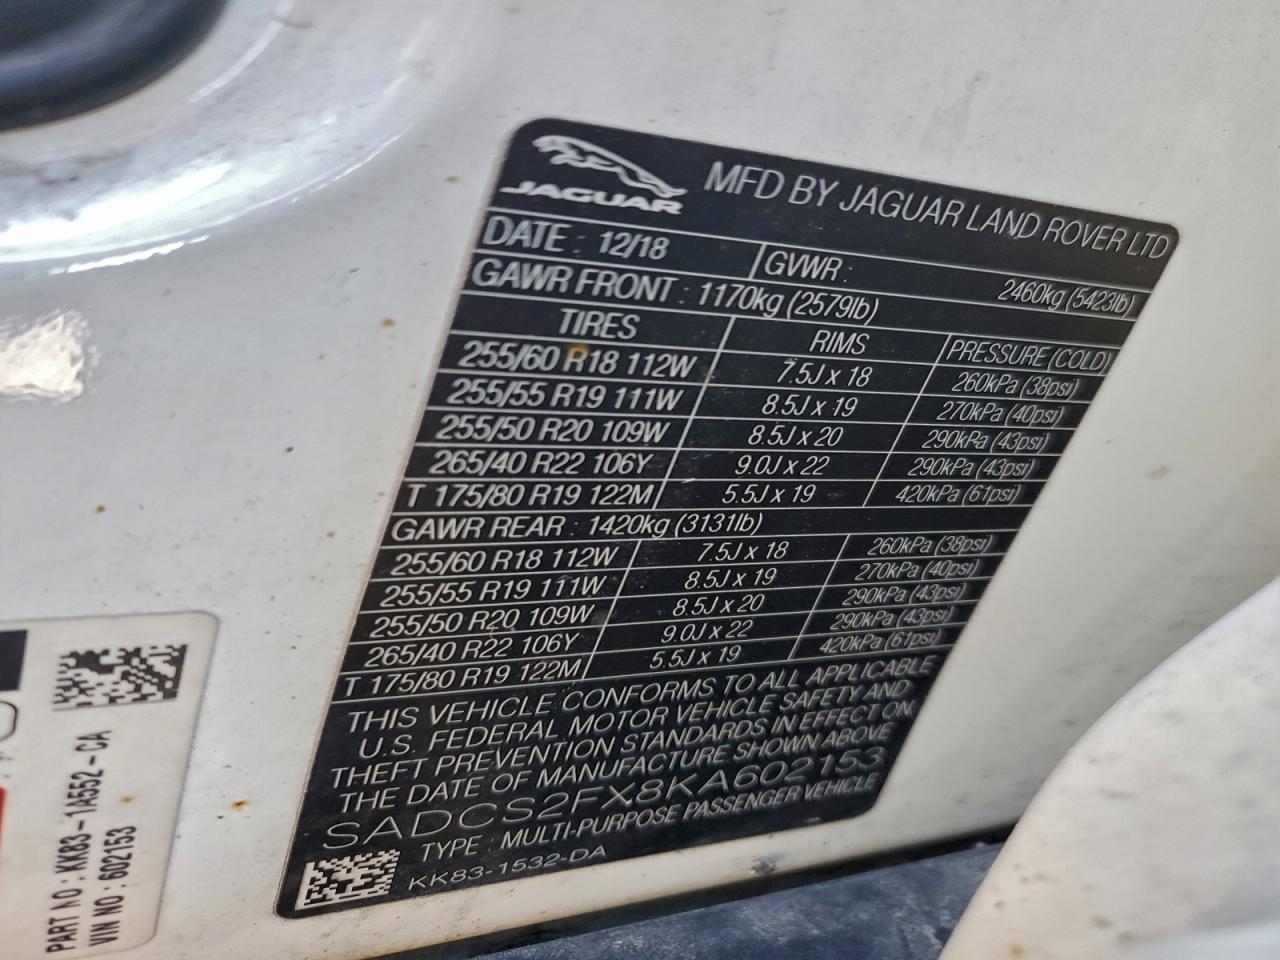 JAGUAR
MFD BY JAGUAR LAND ROVER LTD
DATE : 12/18 GVWR : 2460kg (5423lb)
GAWR FRONT : 1170kg (2579lb)
TIRES RIMS PRESSURE (COLD)
255/60 R18 112W 7.5J x 18 260kPa (38psi)
255/55 R19 111W 8.5J x 19 270kPa (40psi)
255/50 R20 109W 8.5J x 20 290kPa (43psi)
265/40 R22 106Y 9.0J x 22 290kPa (43psi)
T 175/80 R19 122M 5.5J x 19 420kPa (61psi)
GAWR REAR : 1420kg (3131lb)
255/60 R18 112W 7.5J x 18 260kPa (38psi)
255/55 R19 111W 8.5J x 19 270kPa (40psi)
255/50 R20 109W 8.5J x 20 290kPa (43psi)
265/40 R22 106Y 9.0J x 22 290kPa (43psi)
T 175/80 R19 122M 5.5J x 19 420kPa (61psi)
THIS VEHICLE CONFORMS TO ALL APPLICABLE
U.S. FEDERAL MOTOR VEHICLE SAFETY AND
THEFT PREVENTION STANDARDS IN EFFECT ON
THE DATE OF MANUFACTURE SHOWN ABOVE
SADCS2FX8KA602153
TYPE : MULTI-PURPOSE PASSENGER VEHICLE
KK83-1532-DA
PART NO : KK83-1A552-CA
VIN NO : 602153